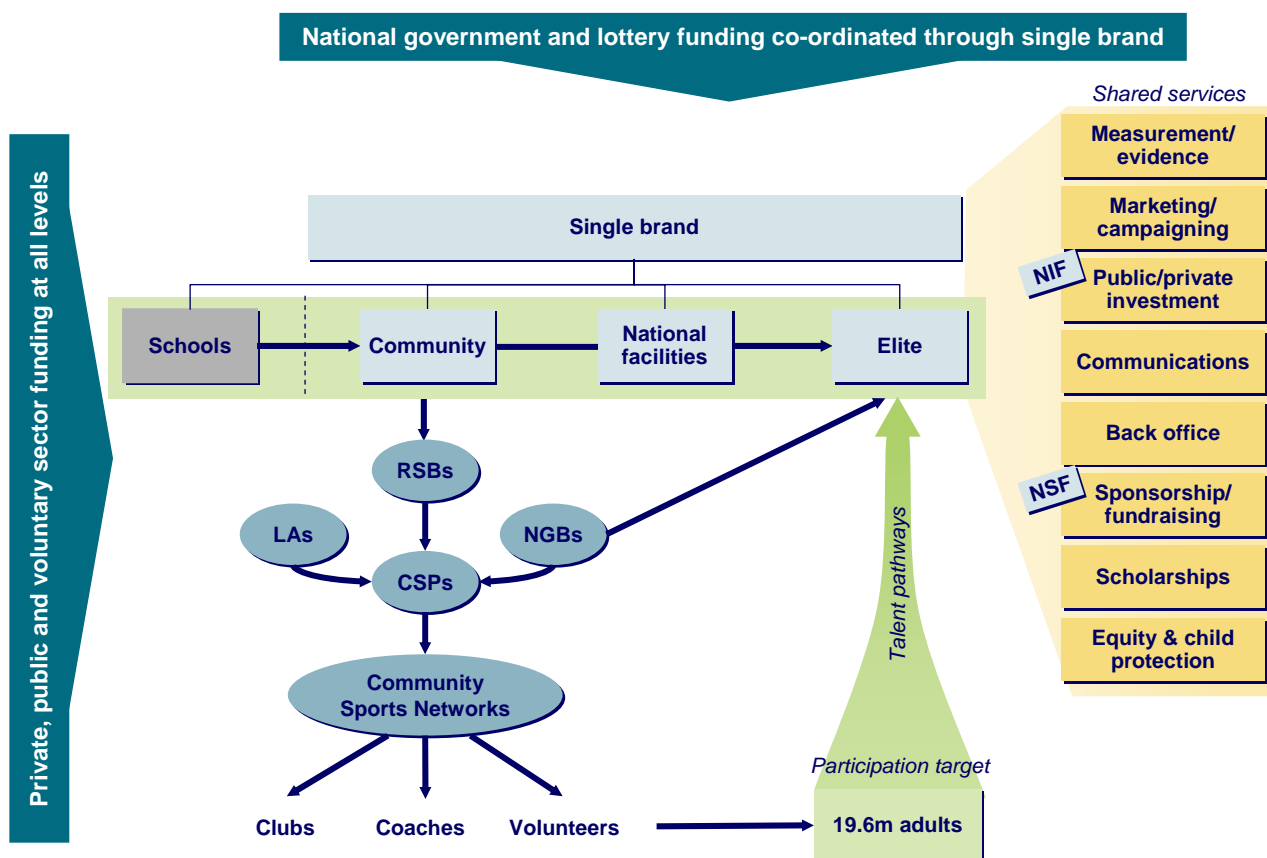 National government and lottery funding co-ordinated through single brand
Private, public and voluntary sector funding at all levels
Shared services
Measurement/
evidence
Marketing/
campaigning
NIF
Public/private
investment
Communications
Back office
NSF
Sponsorship/
fundraising
Scholarships
Equity & child
protection
Single brand
Schools
Community
National
facilities
Elite
RSBs
LAs
NGBs
CSPs
Community
Sports Networks
Clubs
Coaches
Volunteers
Talent pathways
Participation target
19.6m adults